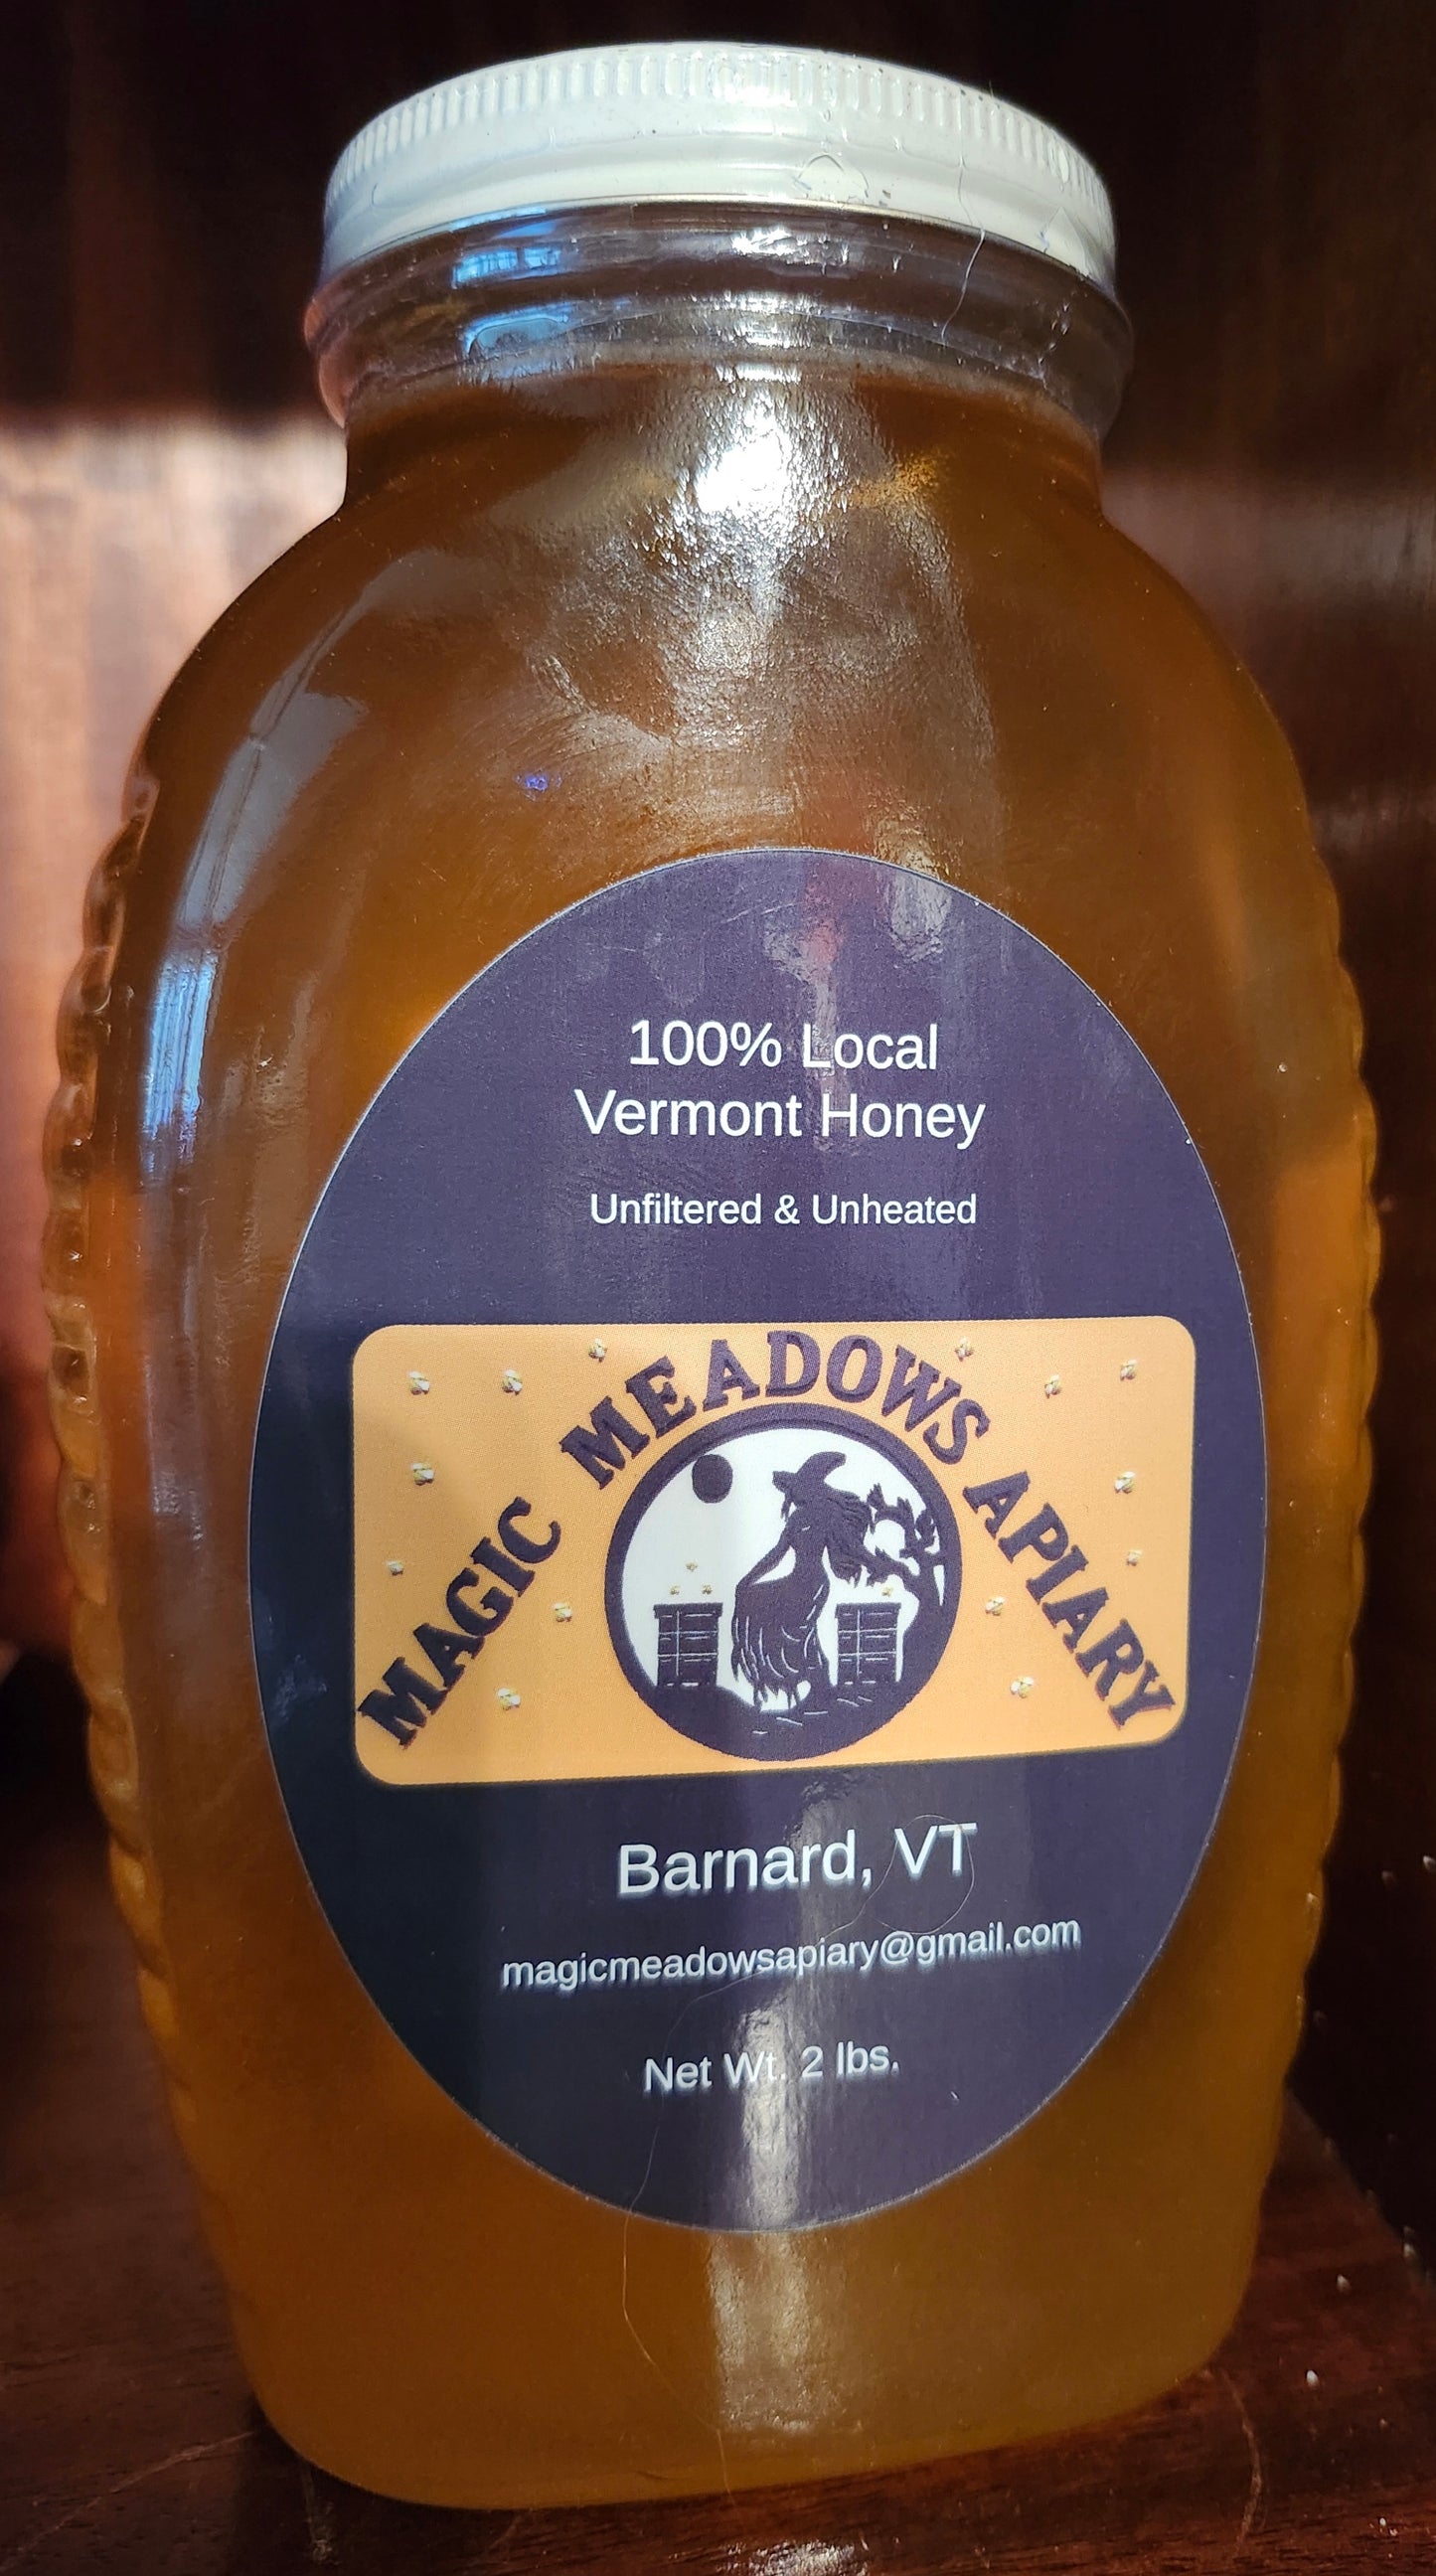 100% Local
Vermont Honey
Unfiltered & Unheated
MAGIC MEADOWS APIARY
Barnard, VT
magicmeadowsapiary@gmail.com
Net Wt. 2 lbs.